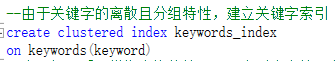 --由于关键字的离散且分组特性，建立关键字索引
create clustered index keywords_index
on keywords(keyword)